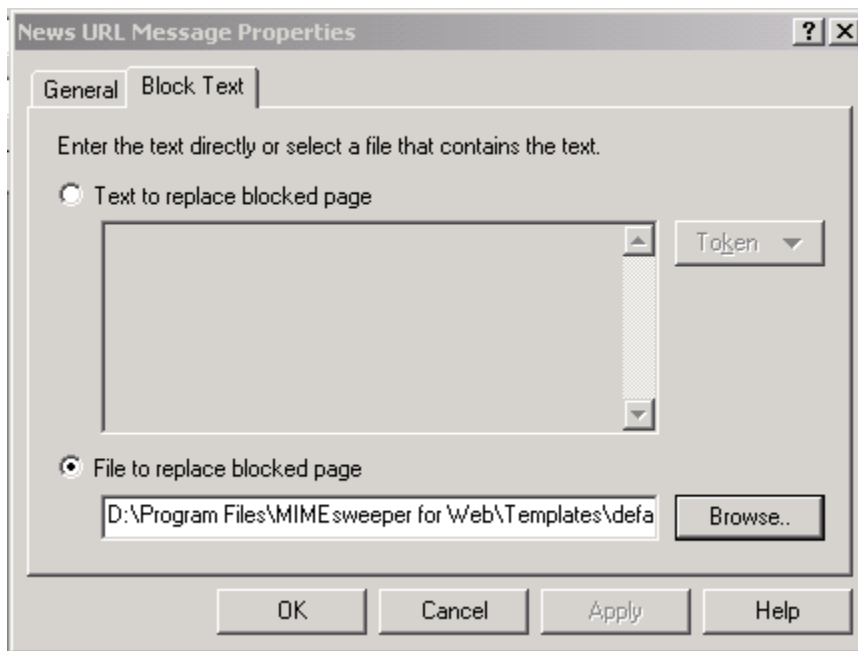 News URL Message Properties
General
Block Text
Enter the text directly or select a file that contains the text.
Text to replace blocked page
Token
File to replace blocked page
D:\Program Files\MIMEsweeper for Web\Templates\defa
Browse..
OK
Cancel
Apply
Help